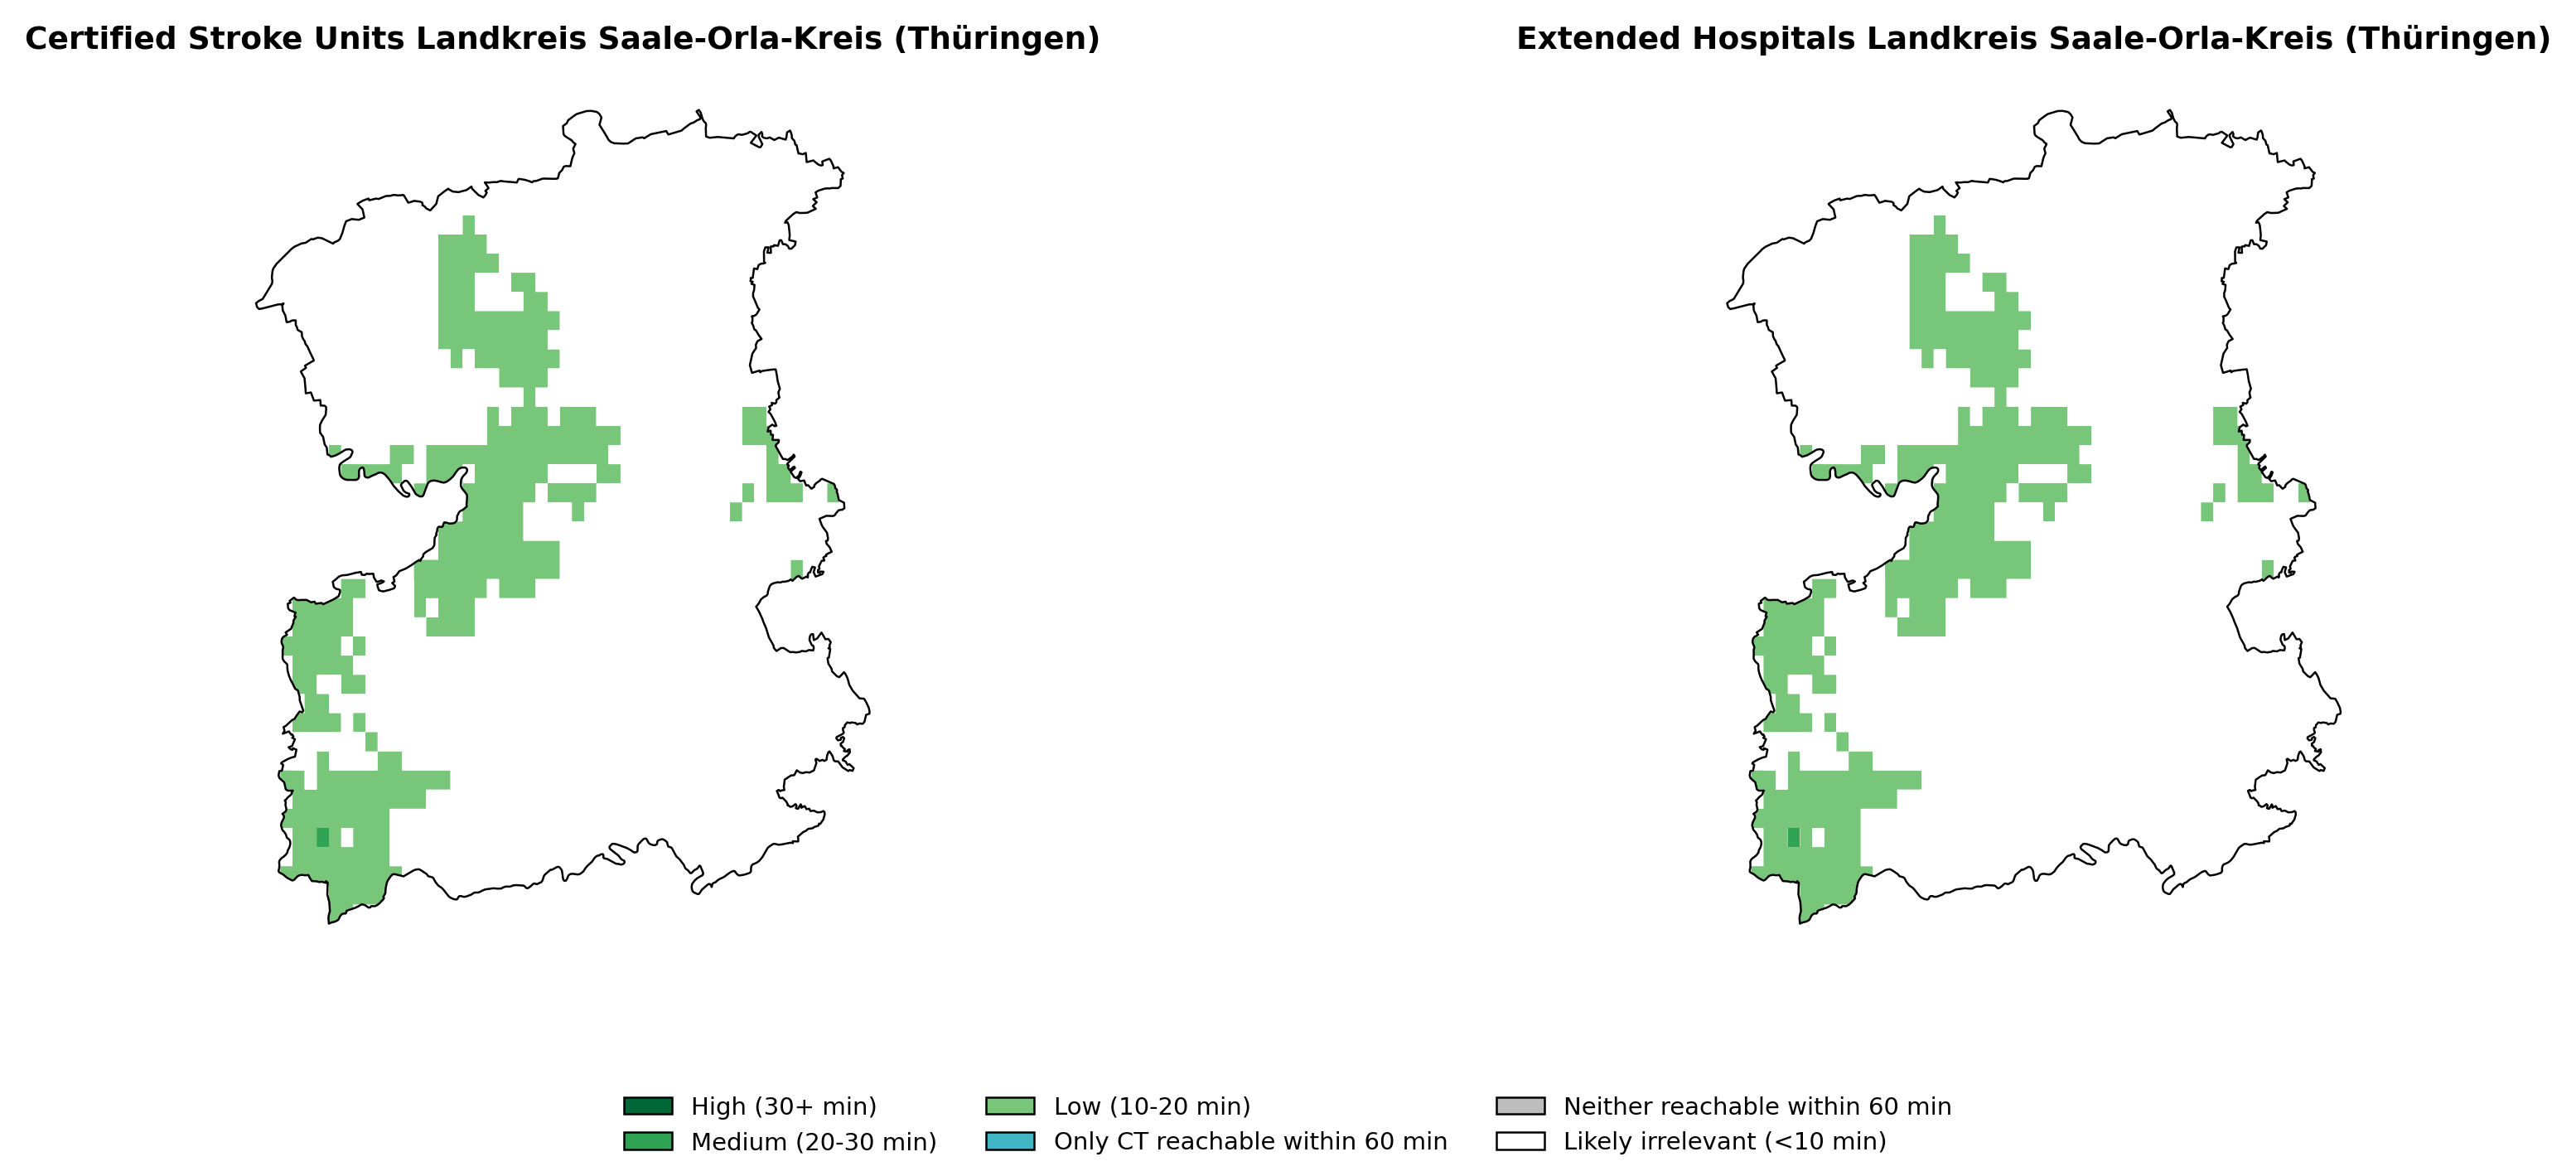 Certified Stroke Units Landkreis Saale-Orla-Kreis (Thüringen)
Extended Hospitals Landkreis Saale-Orla-Kreis (Thüringen)
High (30+ min)
Medium (20-30 min)
Low (10-20 min)
Only CT reachable within 60 min
Neither reachable within 60 min
Likely irrelevant (<10 min)